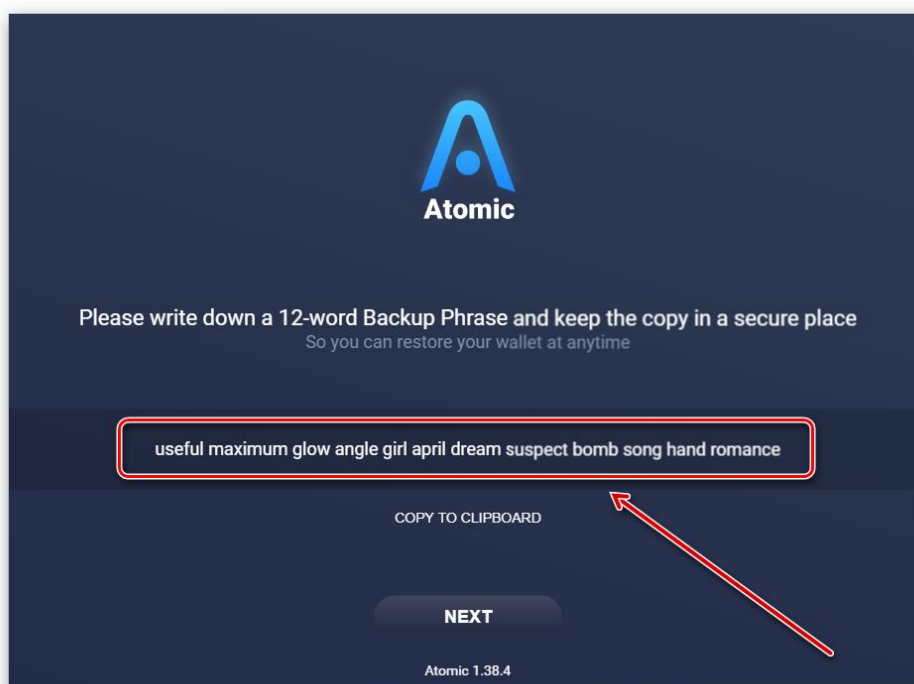 Atomic
Please write down a 12-word Backup Phrase and keep the copy in a secure place
So you can restore your wallet at anytime
useful maximum glow angle girl april dream suspect bomb song hand romance
COPY TO CLIPBOARD
NEXT
Atomic 1.38.4